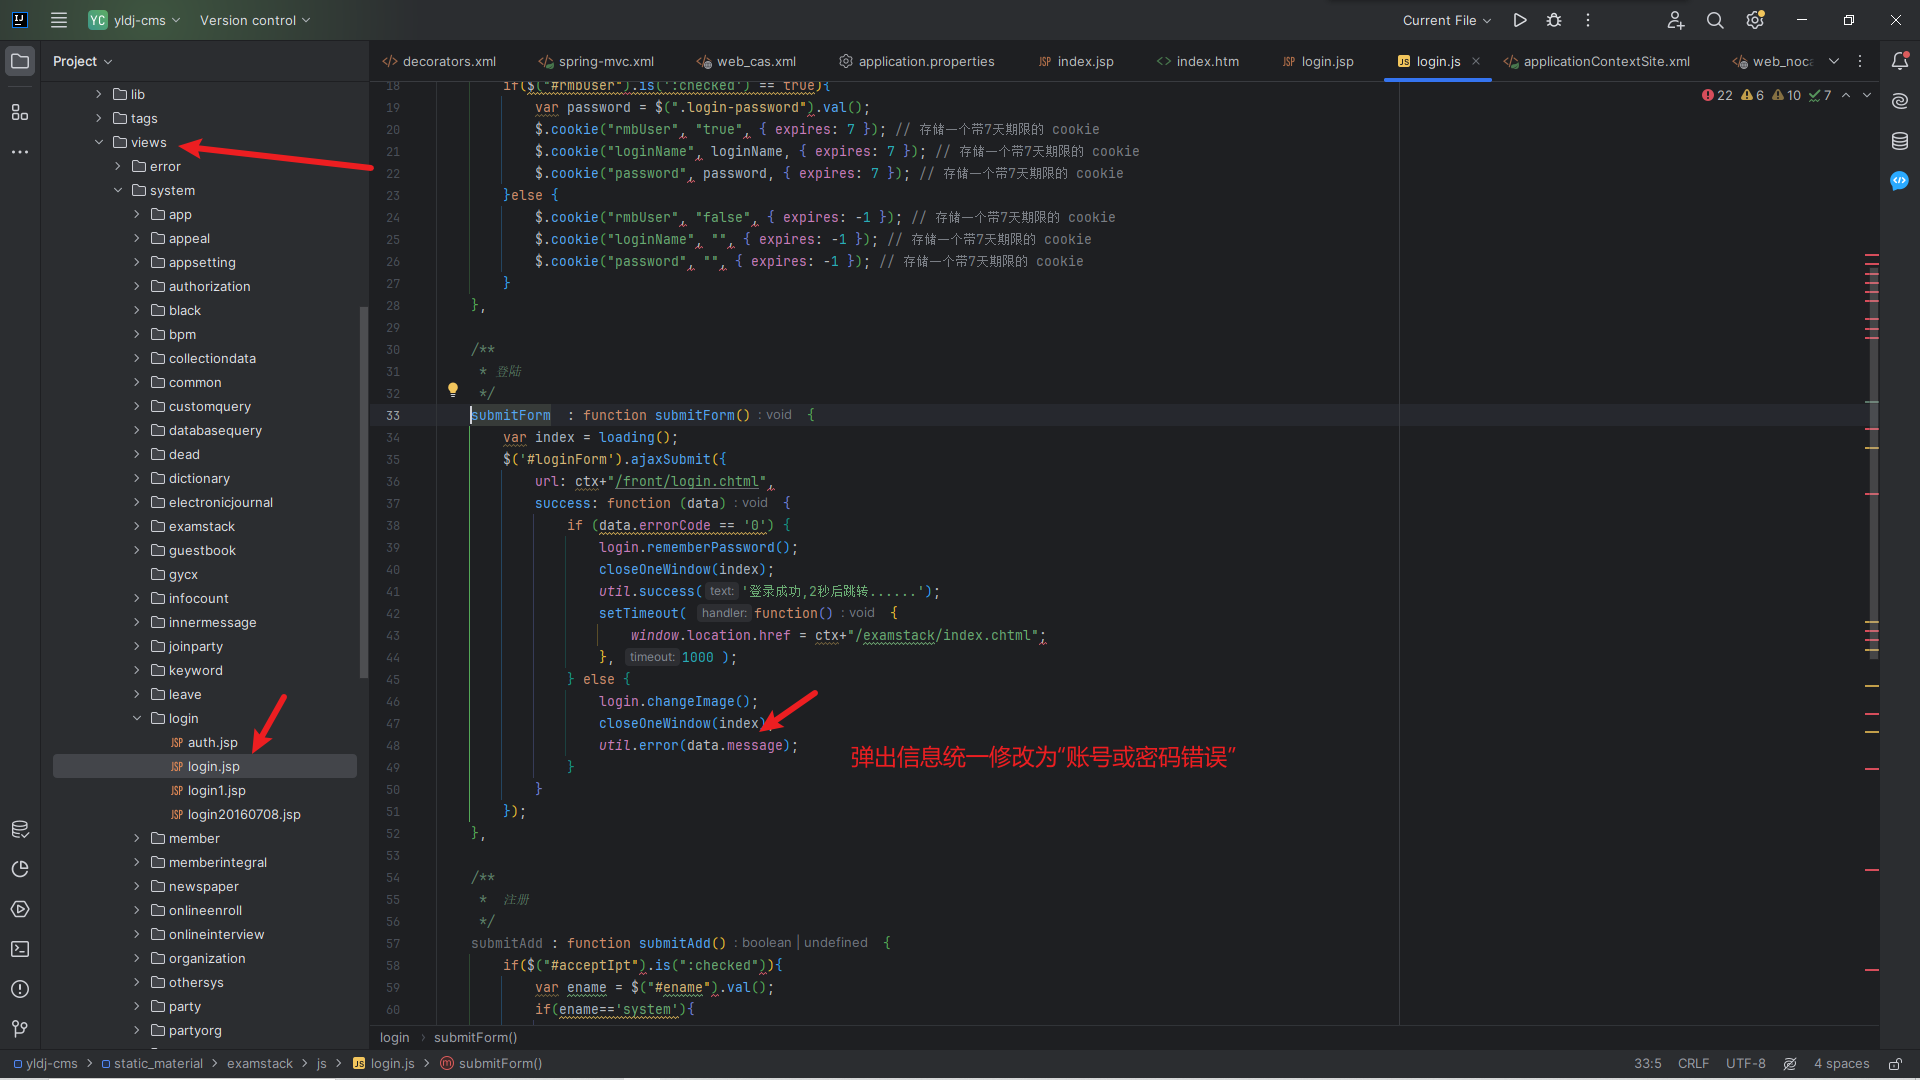 YC yldj-cms Version control Current File
Project
lib
tags
views
error
system
app
appeal
appsetting
authorization
black
bpm
collectiondata
common
customquery
databasequery
dead
dictionary
electronicjournal
examstack
guestbook
gycx
infocount
innermessage
joinparty
keyword
leave
login
JSP auth.jsp
JSP login.jsp
JSP login1.jsp
JSP login20160708.jsp
member
memberintegral
newspaper
onlineenroll
onlineinterview
organization
othersys
party
partyorg
decorators.xml spring-mvc.xml web_cas.xml application.properties JSP index.jsp index.htm JSP login.jsp JS login.js applicationContextSite.xml web_noca
22 6 10 7
18 if($("#rmbUser").is(':checked') == true){
19 var password = $(".login-password").val();
20 $.cookie("rmbUser", "true", { expires: 7 }); // 存储一个带7天期限的 cookie
21 $.cookie("loginName", loginName, { expires: 7 }); // 存储一个带7天期限的 cookie
22 $.cookie("password", password, { expires: 7 }); // 存储一个带7天期限的 cookie
23 }else {
24 $.cookie("rmbUser", "false", { expires: -1 }); // 存储一个带7天期限的 cookie
25 $.cookie("loginName", "", { expires: -1 }); // 存储一个带7天期限的 cookie
26 $.cookie("password", "", { expires: -1 }); // 存储一个带7天期限的 cookie
27 }
28 },
29
30 /**
31 * 登陆
32 */
33 submitForm : function submitForm() : void {
34 var index = loading();
35 $('#loginForm').ajaxSubmit({
36 url: ctx+"/front/login.chtml",
37 success: function (data) : void {
38 if (data.errorCode == '0') {
39 login.rememberPassword();
40 closeOneWindow(index);
41 util.success( text: '登录成功,2秒后跳转......');
42 setTimeout( handler: function() : void {
43 window.location.href = ctx+"/examstack/index.chtml";
44 }, timeout: 1000 );
45 } else {
46 login.changeImage();
47 closeOneWindow(index)
48 util.error(data.message);
弹出信息统一修改为“账号或密码错误”
49 }
50 }
51 });
52 },
53
54 /**
55 * 注册
56 */
57 submitAdd : function submitAdd() : boolean | undefined {
58 if($("#acceptIpt").is(":checked")){
59 var ename = $("#ename").val();
60 if(ename=='system'){
login submitForm()
yldj-cms static_material examstack js JS login.js m submitForm() 33:5 CRLF UTF-8 4 spaces